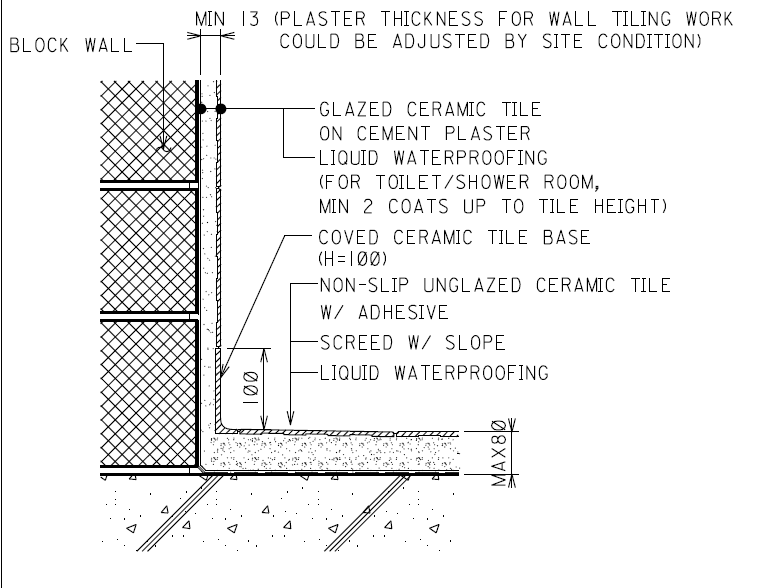 MIN 13 (PLASTER THICKNESS FOR WALL TILING WORK
COULD BE ADJUSTED BY SITE CONDITION)
BLOCK WALL
GLAZED CERAMIC TILE
ON CEMENT PLASTER
LIQUID WATERPROOFING
(FOR TOILET/SHOWER ROOM,
MIN 2 COATS UP TO TILE HEIGHT)
COVED CERAMIC TILE BASE
(H=100)
NON-SLIP UNGLAZED CERAMIC TILE
W/ ADHESIVE
SCREED W/ SLOPE
LIQUID WATERPROOFING
100
MAX80